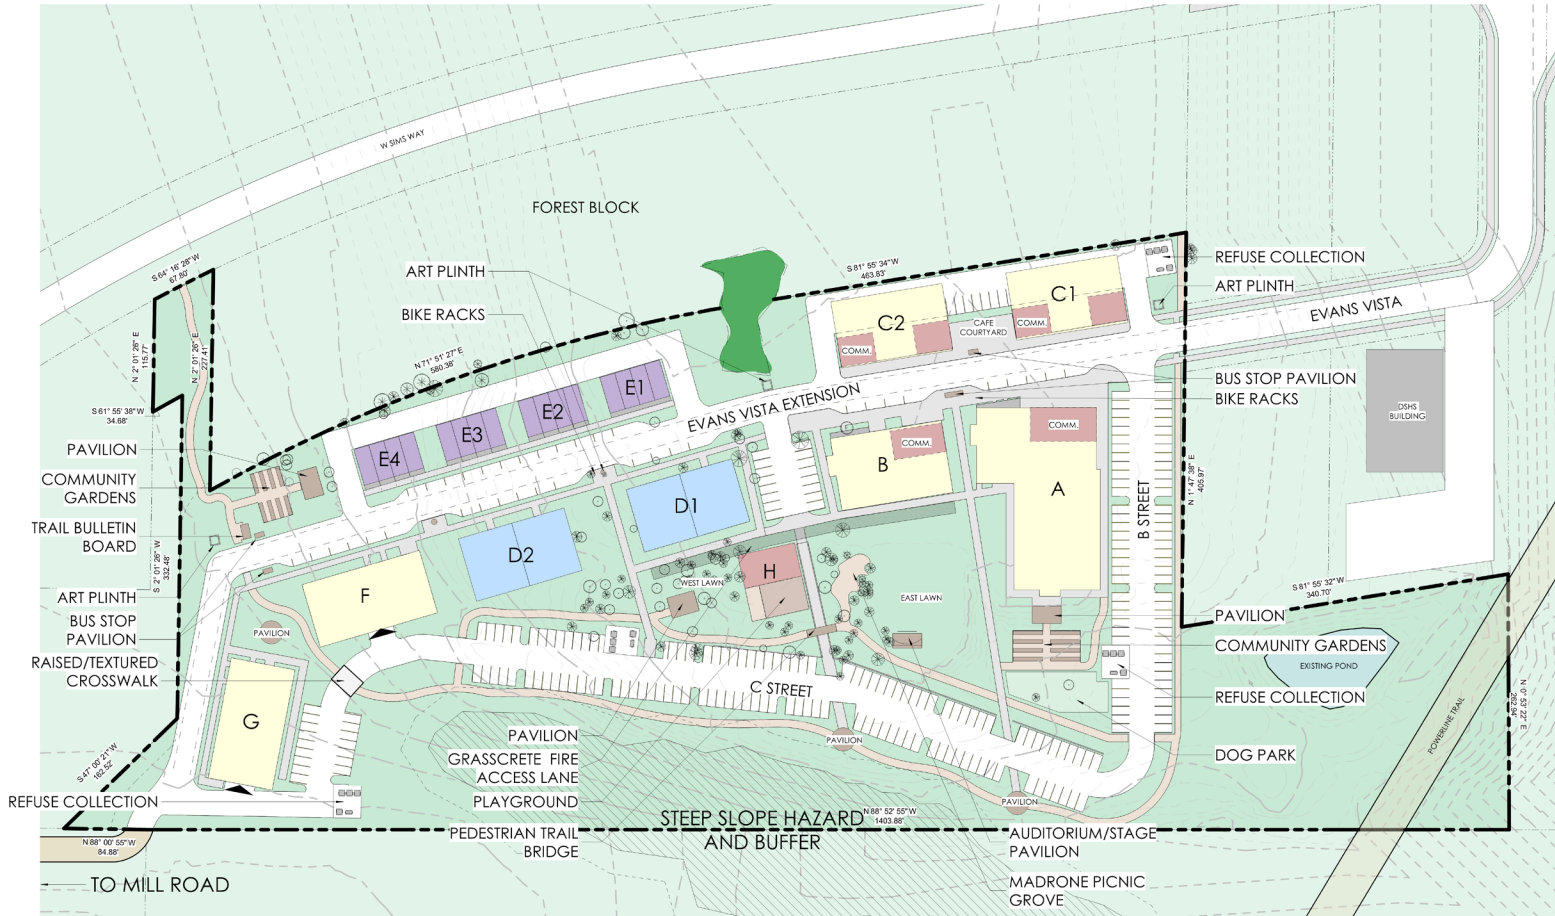 W SIMS WAY
FOREST BLOCK
S 64° 16' 28" W
67.80'
N 2° 01' 26" E
115.77'
N 2° 01' 26" E
227.41'
S 61° 55' 38" W
34.68'
ART PLINTH
BIKE RACKS
N 71° 51' 27" E
580.38'
S 81° 55' 34" W
463.83'
REFUSE COLLECTION
ART PLINTH
EVANS VISTA
C1
C2
COMM.
COMM.
CAFE
COURTYARD
BUS STOP PAVILION
BIKE RACKS
DSHS
BUILDING
EVANS VISTA EXTENSION
E1
E2
E3
E4
PAVILION
COMMUNITY
GARDENS
TRAIL BULLETIN
BOARD
S 2° 01' 26" W
332.48'
ART PLINTH
BUS STOP
PAVILION
RAISED/TEXTURED
CROSSWALK
COMM.
COMM.
B
A
B STREET
N 1° 47' 38" E
405.97'
D1
D2
F
H
WEST LAWN
EAST LAWN
PAVILION
S 81° 55' 32" W
340.70'
PAVILION
COMMUNITY GARDENS
EXISTING POND
REFUSE COLLECTION
POWERLINE TRAIL
N 0° 53' 22" E
262.94'
G
C STREET
PAVILION
PAVILION
DOG PARK
S 47° 00' 21" W
162.52'
PAVILION
GRASSCRETE FIRE
ACCESS LANE
PLAYGROUND
PEDESTRIAN TRAIL
BRIDGE
REFUSE COLLECTION
STEEP SLOPE HAZARD
AND BUFFER
N 88° 52' 55" W
1403.88'
AUDITORIUM/STAGE
PAVILION
MADRONE PICNIC
GROVE
N 88° 00' 55" W
84.88'
TO MILL ROAD